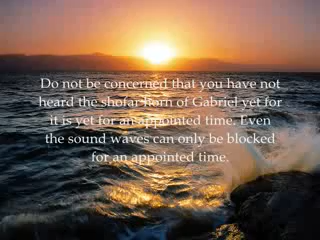 Do not be concerned that you have not
heard the shofar horn of Gabriel yet for
it is yet for an appointed time. Even
the sound waves can only be blocked
for an appointed time.